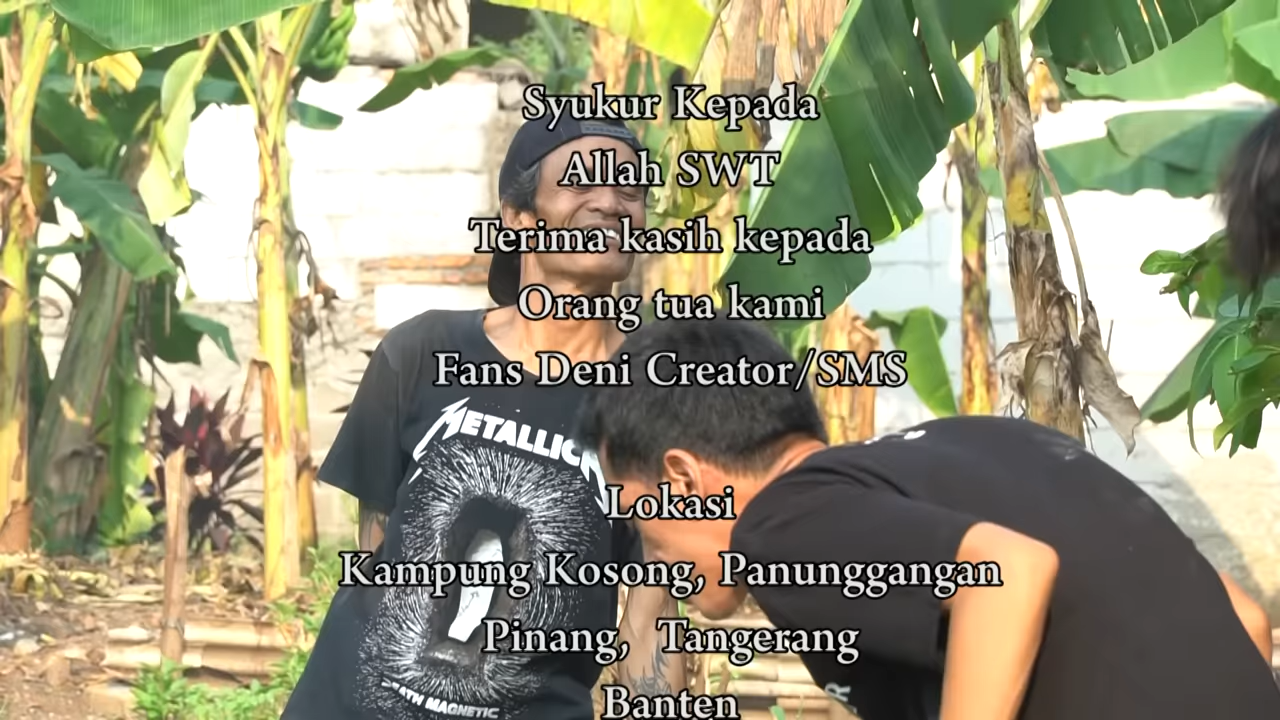 Syukur Kepada
Allah SWT
Terima kasih kepada
Orang tua kami
Fans Deni Creator/SMS
METALLICA
Lokasi
Kampung Kosong, Panunggangan
Pinang, Tangerang
Banten
DEATH MAGNETIC